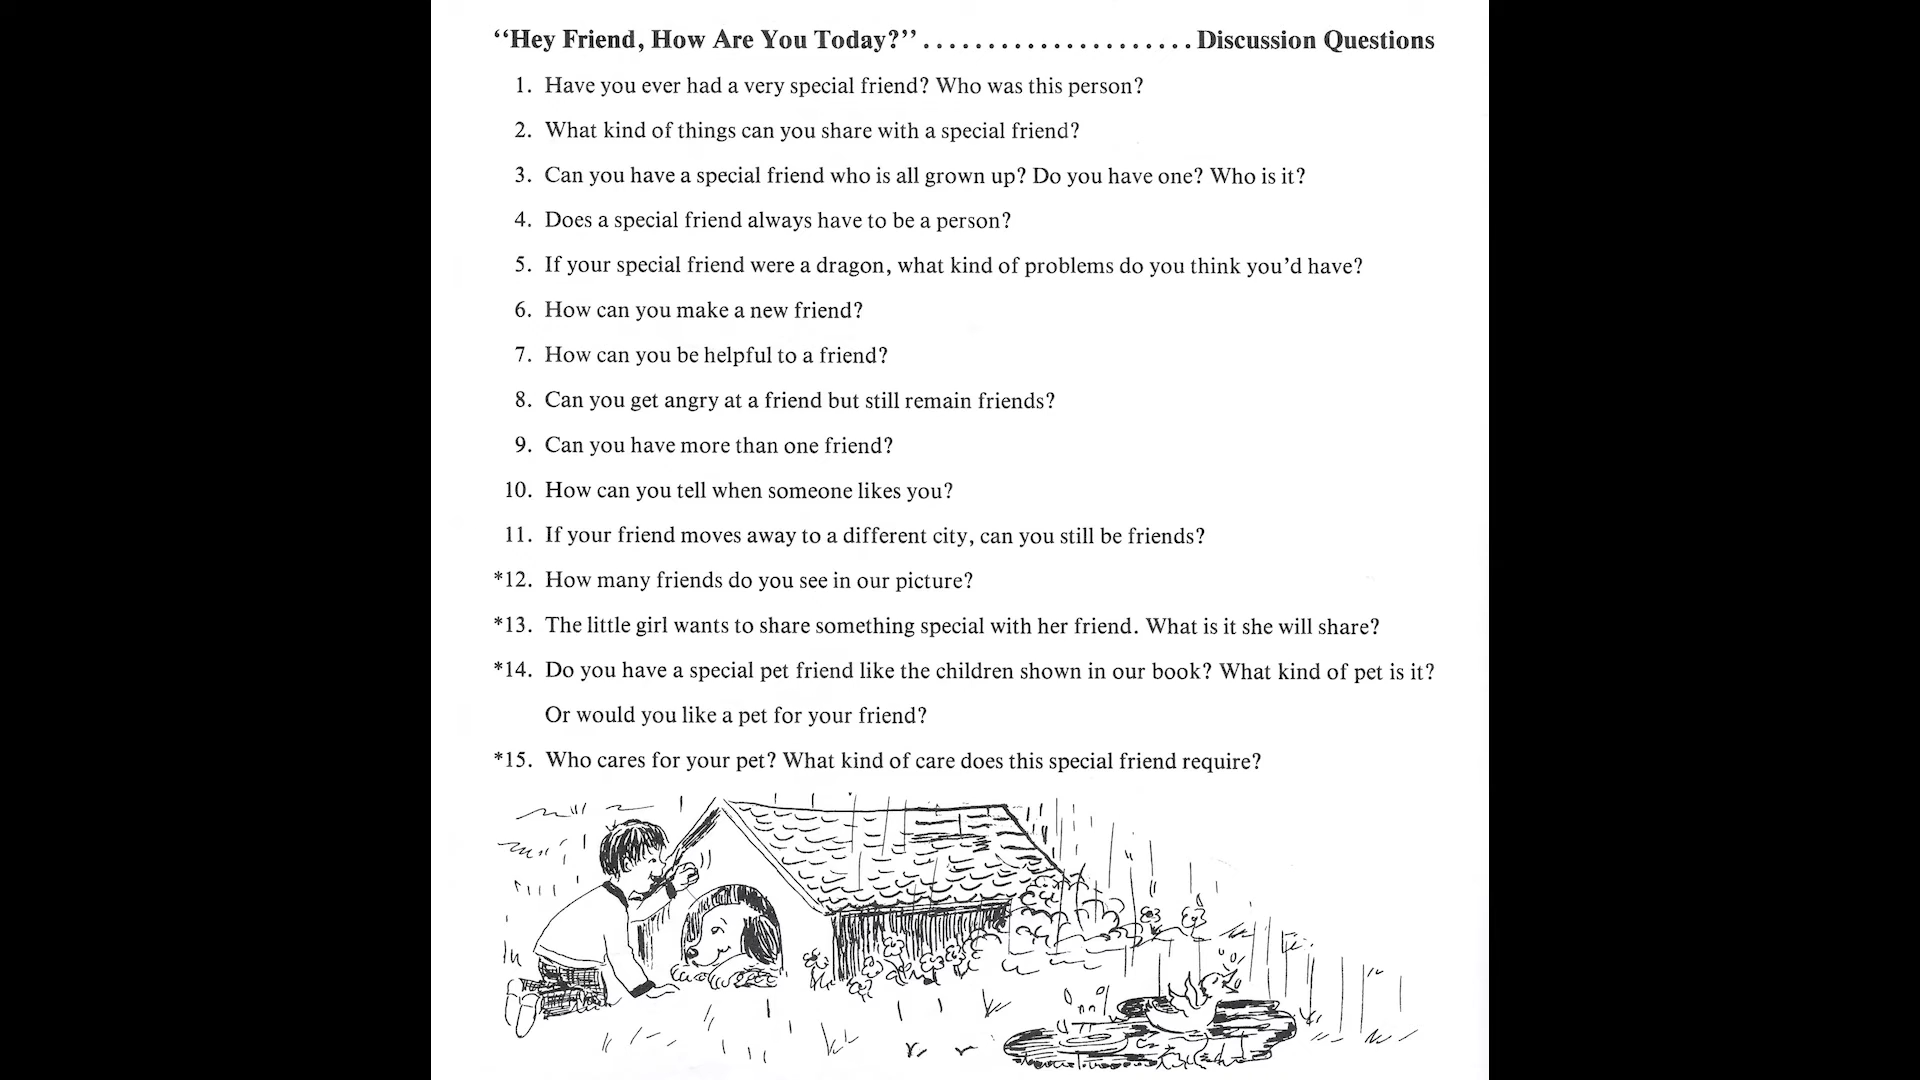 “Hey Friend, How Are You Today?” . . . . . . . . . . . . . . . . . . . . . Discussion Questions
1. Have you ever had a very special friend? Who was this person?
2. What kind of things can you share with a special friend?
3. Can you have a special friend who is all grown up? Do you have one? Who is it?
4. Does a special friend always have to be a person?
5. If your special friend were a dragon, what kind of problems do you think you’d have?
6. How can you make a new friend?
7. How can you be helpful to a friend?
8. Can you get angry at a friend but still remain friends?
9. Can you have more than one friend?
10. How can you tell when someone likes you?
11. If your friend moves away to a different city, can you still be friends?
*12. How many friends do you see in our picture?
*13. The little girl wants to share something special with her friend. What is it she will share?
*14. Do you have a special pet friend like the children shown in our book? What kind of pet is it?
Or would you like a pet for your friend?
*15. Who cares for your pet? What kind of care does this special friend require?